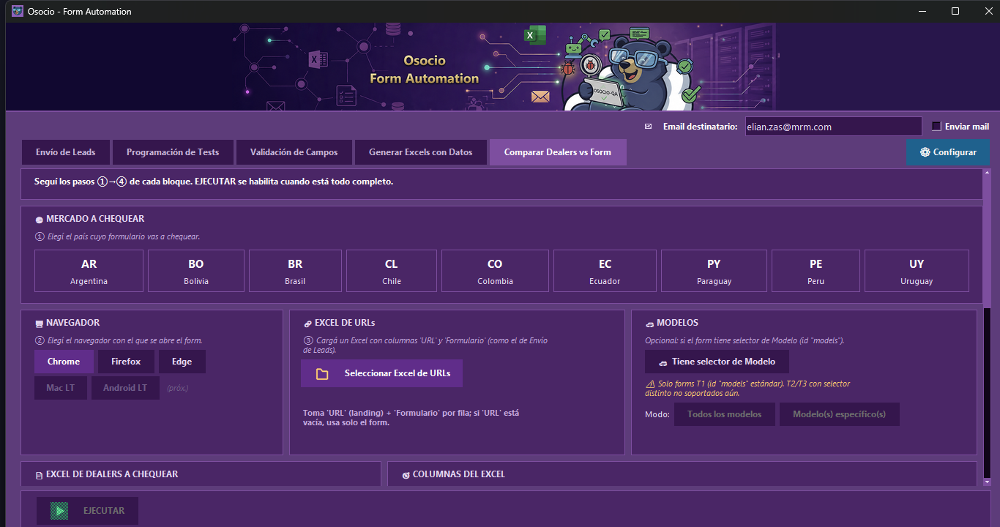 Osocio - Form Automation
Osocio
Form Automation
OSOCIO-QA
Email destinatario: elian.zas@mrm.com Enviar mail
Envío de Leads Programación de Tests Validación de Campos Generar Excels con Datos Comparar Dealers vs Form Configurar
Seguí los pasos ①→④ de cada bloque. EJECUTAR se habilita cuando está todo completo.
MERCADO A CHEQUEAR
① Elegí el país cuyo formulario vas a chequear.
AR BO BR CL CO EC PY PE UY
Argentina Bolivia Brasil Chile Colombia Ecuador Paraguay Peru Uruguay
NAVEGADOR
② Elegí el navegador con el que se abre el form.
Chrome Firefox Edge
Mac LT Android LT (próx.)
EXCEL DE URLs
③ Cargá un Excel con columnas 'URL' y 'Formulario' (como el de Envío
de Leads).
Seleccionar Excel de URLs
Toma 'URL' (landing) + 'Formulario' por fila; si 'URL' está
vacía, usa solo el form.
MODELOS
Opcional: si el form tiene selector de Modelo (id "models").
Tiene selector de Modelo
⚠ Solo forms T1 (id "models" estándar). T2/T3 con selector
distinto no soportados aún.
Modo: Todos los modelos Modelo(s) específico(s)
EXCEL DE DEALERS A CHEQUEAR
COLUMNAS DEL EXCEL
EJECUTAR